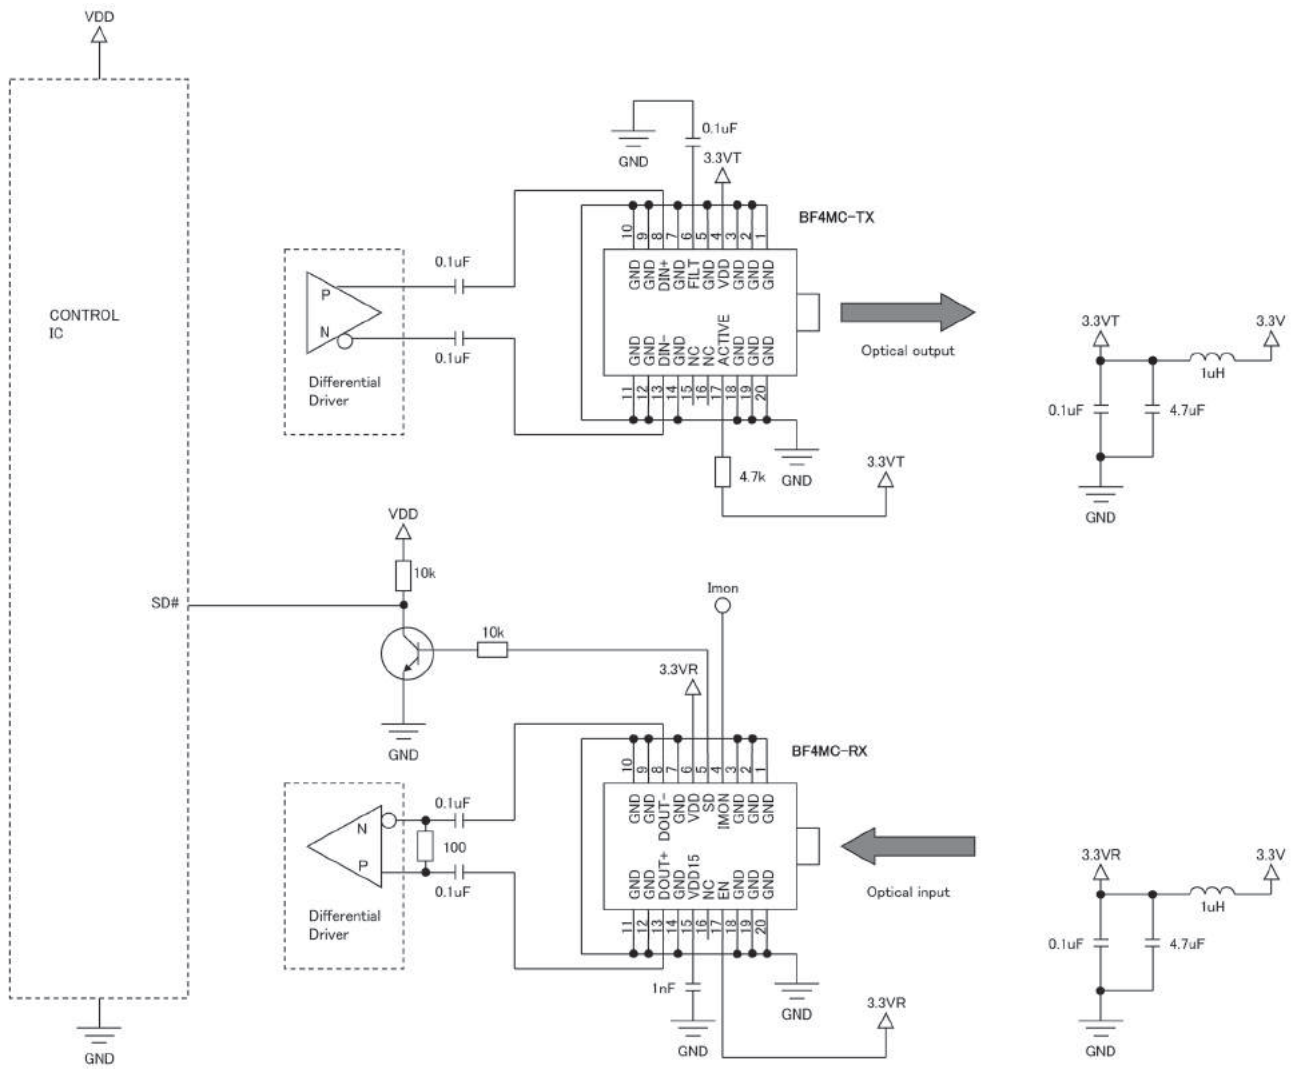 VDD
CONTROL
IC
SD#
GND
0.1uF
GND
3.3VT
BF4MC-TX
10 9 8 7 6 5 4 3 2 1
GND GND DIN+ GND FILT GND VDD GND GND GND
GND GND DIN- GND NC NC ACTIVE GND GND GND
11 12 13 14 15 16 17 18 19 20
0.1uF
P
N
0.1uF
Differential
Driver
Optical output
GND
4.7k
3.3VT
3.3VT
3.3V
1uH
0.1uF
4.7uF
GND
VDD
10k
10k
GND
Imon
3.3VR
BF4MC-RX
10 9 8 7 6 5 4 3 2 1
GND GND DOUT- GND VDD SD IMON GND GND GND
GND GND DOUT+ GND VDD15 NC EN GND GND GND
11 12 13 14 15 16 17 18 19 20
0.1uF
N
100
P
0.1uF
Differential
Driver
Optical input
1nF
GND
GND
3.3VR
3.3VR
3.3V
1uH
0.1uF
4.7uF
GND